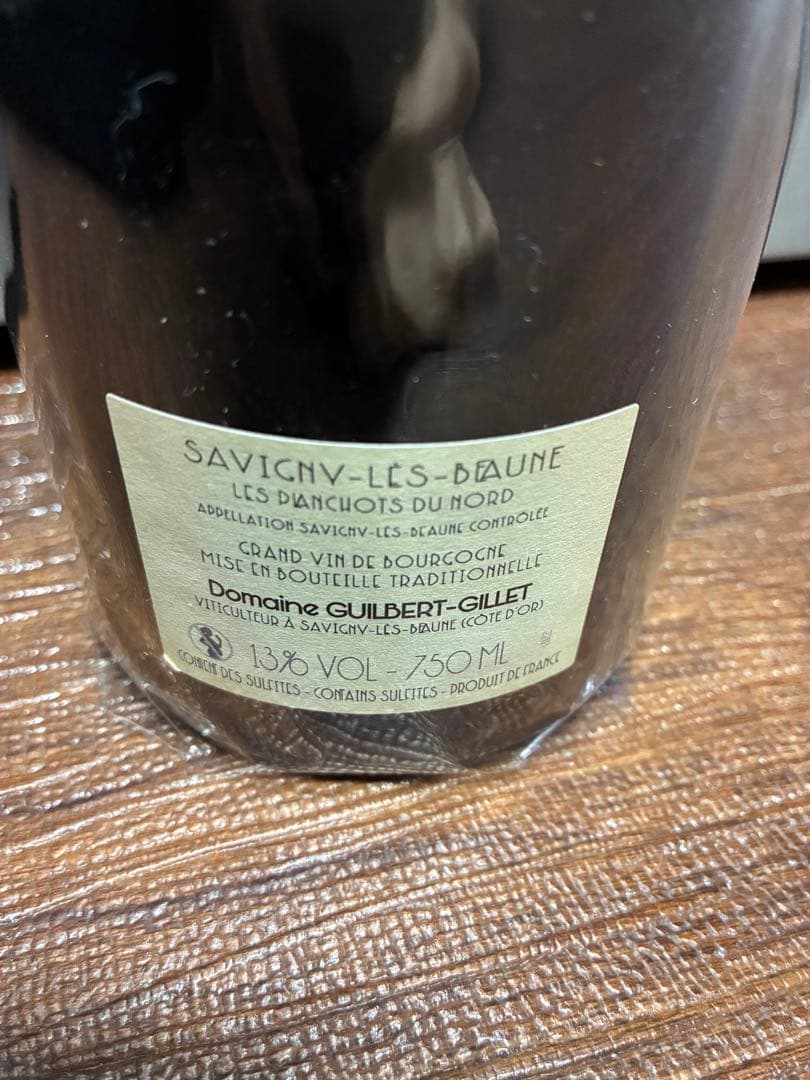 SAVIGNY-LÈS-BEAUNE
LES PLANCHOTS DU NORD
APPELLATION SAVIGNY-LES-BEAUNE CONTRÔLÉE
GRAND VIN DE BOURGOGNE
MISE EN BOUTEILLE TRADITIONNELLE
Domaine GUILBERT-GILLET
VITICULTEUR À SAVIGNY-LES-BEAUNE (CÔTE D'OR)
13% VOL - 750 ML
CONTIENT DES SULFITES - CONTAINS SULFITES - PRODUIT DE FRANCE